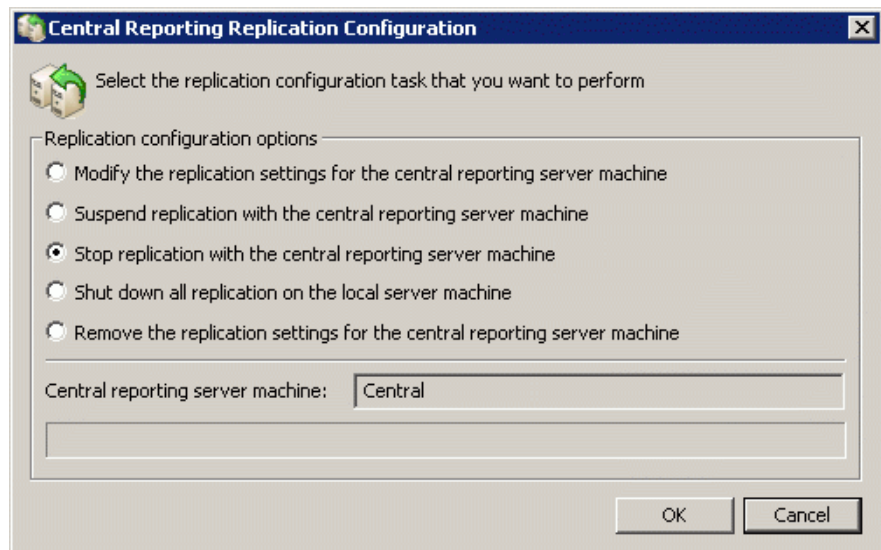 Central Reporting Replication Configuration
Select the replication configuration task that you want to perform
Replication configuration options
Modify the replication settings for the central reporting server machine
Suspend replication with the central reporting server machine
Stop replication with the central reporting server machine
Shut down all replication on the local server machine
Remove the replication settings for the central reporting server machine
Central reporting server machine: Central
OK Cancel